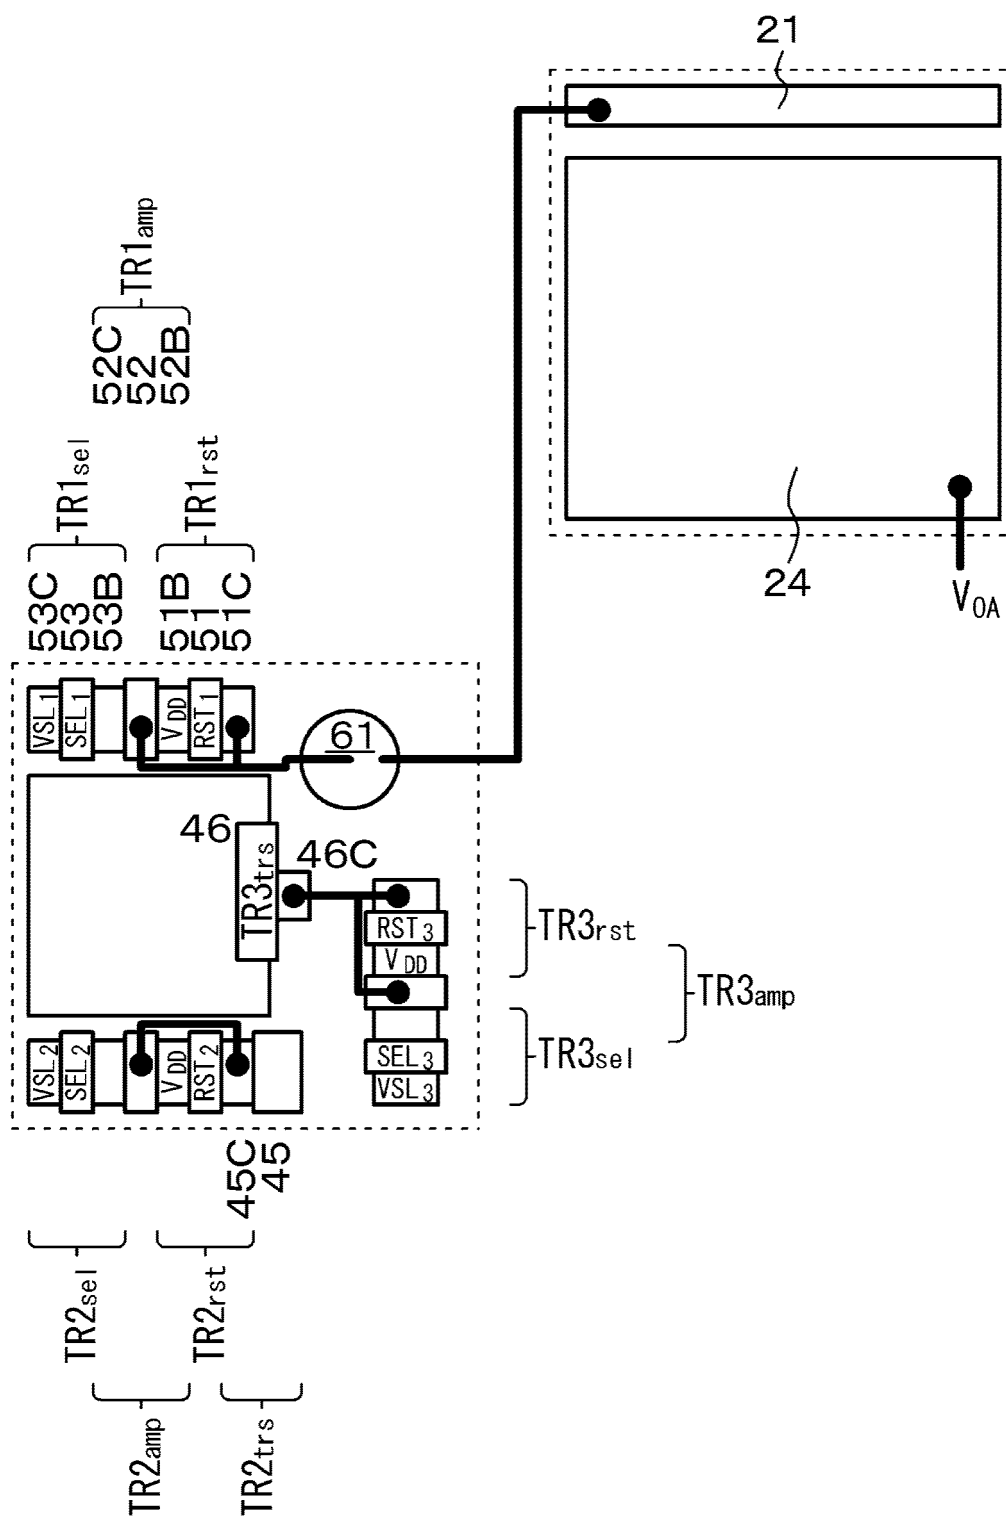 21
TR1amp
52C
52
52B
TR1sel
TR1rst
53C
53
53B
51B
51
51C
24
VOA
VSL1
SEL1
VDD
RST1
61
46
TR3trs
46C
RST3
VDD
SEL3
VSL3
TR3rst
TR3amp
TR3sel
VSL2
SEL2
VDD
RST2
45C
45
TR2sel
TR2rst
TR2amp
TR2trs